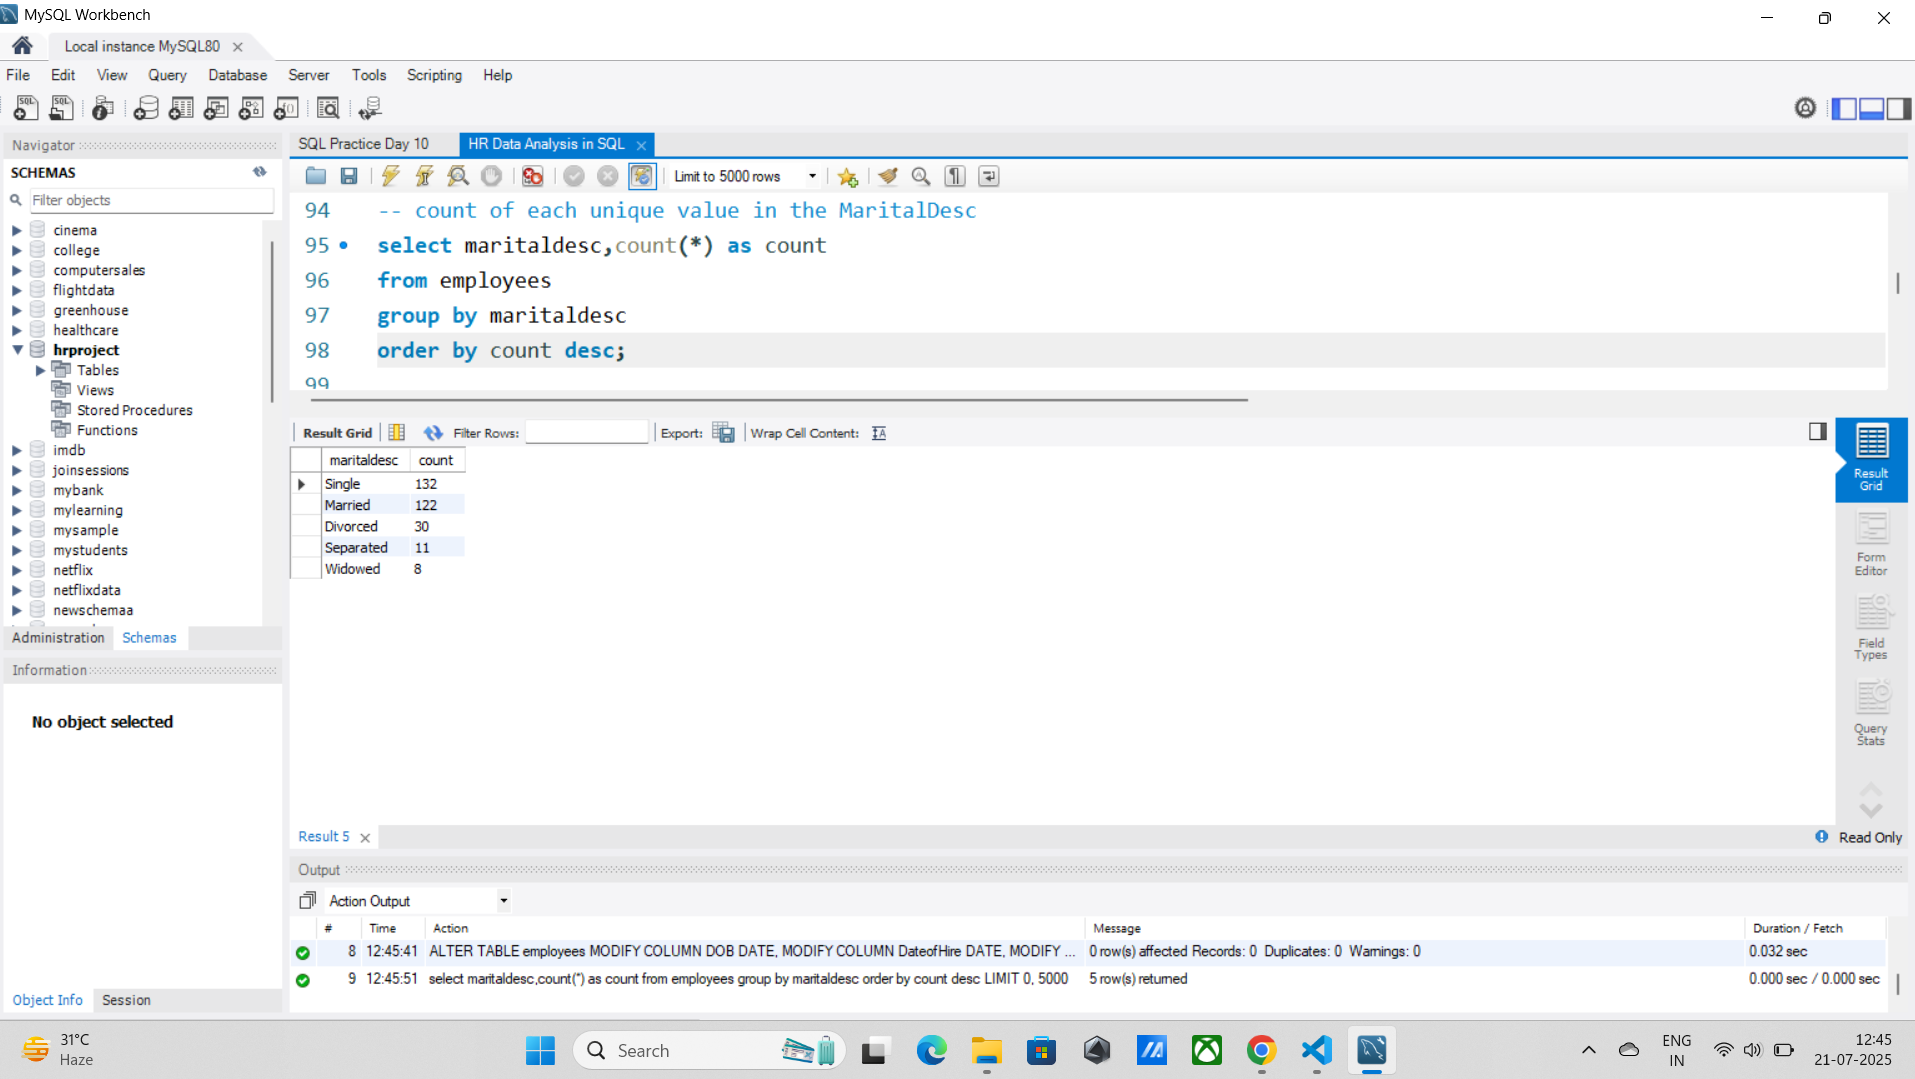 MySQL Workbench
Local instance MySQL80
File Edit View Query Database Server Tools Scripting Help
Navigator
SCHEMAS
Filter objects
cinema
college
computersales
flightdata
greenhouse
healthcare
hrproject
Tables
Views
Stored Procedures
Functions
imdb
joinsessions
mybank
mylearning
mysample
mystudents
netflix
netflixdata
newschemaa
Administration Schemas
Information
No object selected
Object Info Session
SQL Practice Day 10 HR Data Analysis in SQL
Limit to 5000 rows
94 -- count of each unique value in the MaritalDesc
95 select maritaldesc,count(*) as count
96 from employees
97 group by maritaldesc
98 order by count desc;
99
Result Grid Filter Rows: Export: Wrap Cell Content:
maritaldesc count
Single 132
Married 122
Divorced 30
Separated 11
Widowed 8
Result Grid
Form Editor
Field Types
Query Stats
Result 5 Read Only
Output
Action Output
# Time Action Message Duration / Fetch
8 12:45:41 ALTER TABLE employees MODIFY COLUMN DOB DATE, MODIFY COLUMN DateofHire DATE, MODIFY ... 0 row(s) affected Records: 0 Duplicates: 0 Warnings: 0 0.032 sec
9 12:45:51 select maritaldesc,count(*) as count from employees group by maritaldesc order by count desc LIMIT 0, 5000 5 row(s) returned 0.000 sec / 0.000 sec
31°C
Haze
Search
ENG
IN
12:45
21-07-2025